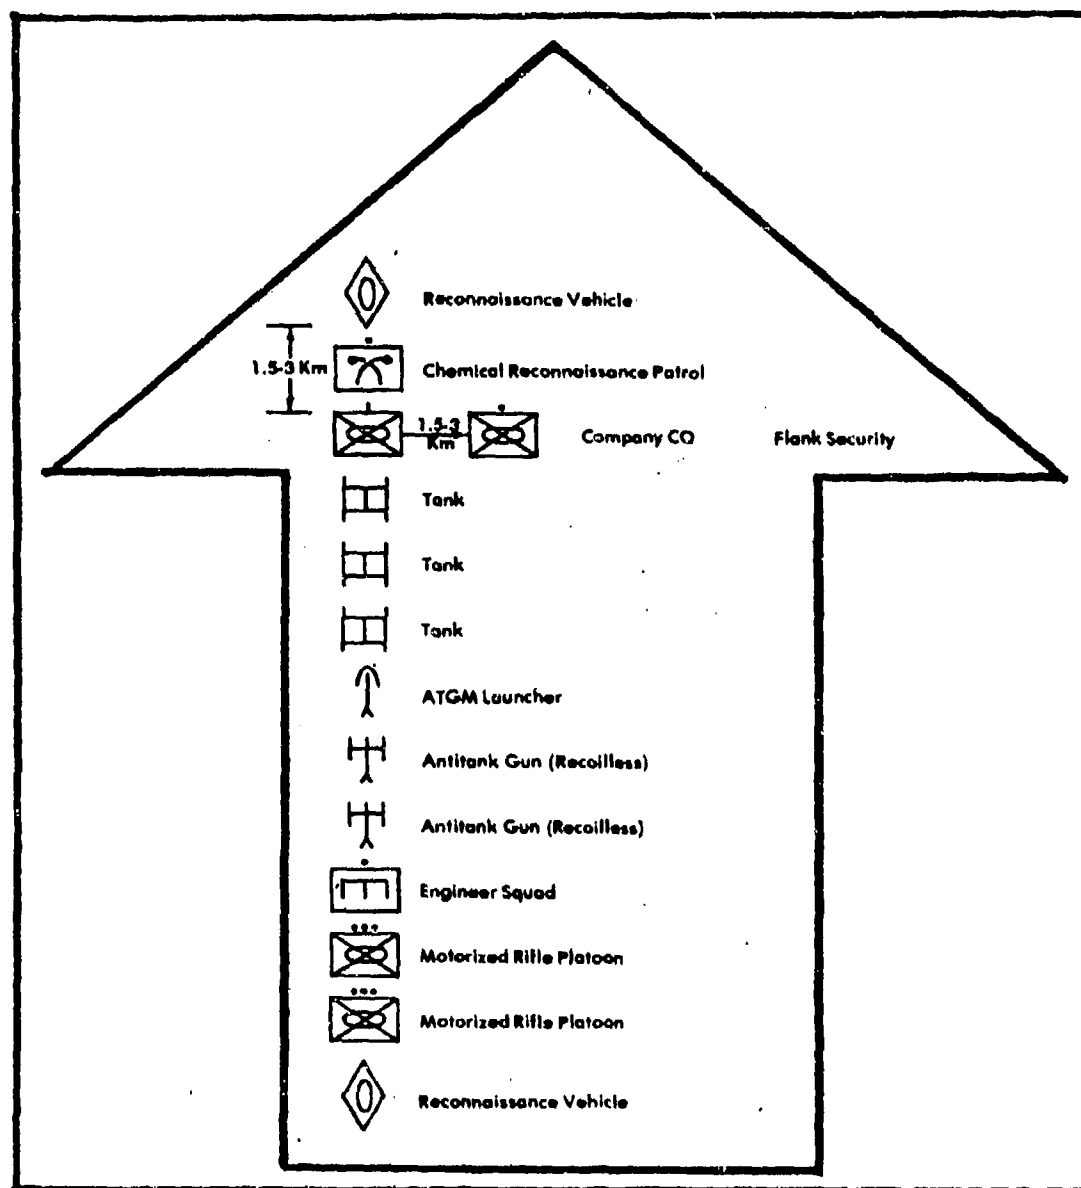 Reconnaissance Vehicle
1.5-3 Km
Chemical Reconnaissance Patrol
1.5-3
Km
Company CO
Flank Security
Tank
Tank
Tank
ATGM Launcher
Antitank Gun (Recoilless)
Antitank Gun (Recoilless)
Engineer Squad
Motorized Rifle Platoon
Motorized Rifle Platoon
Reconnaissance Vehicle